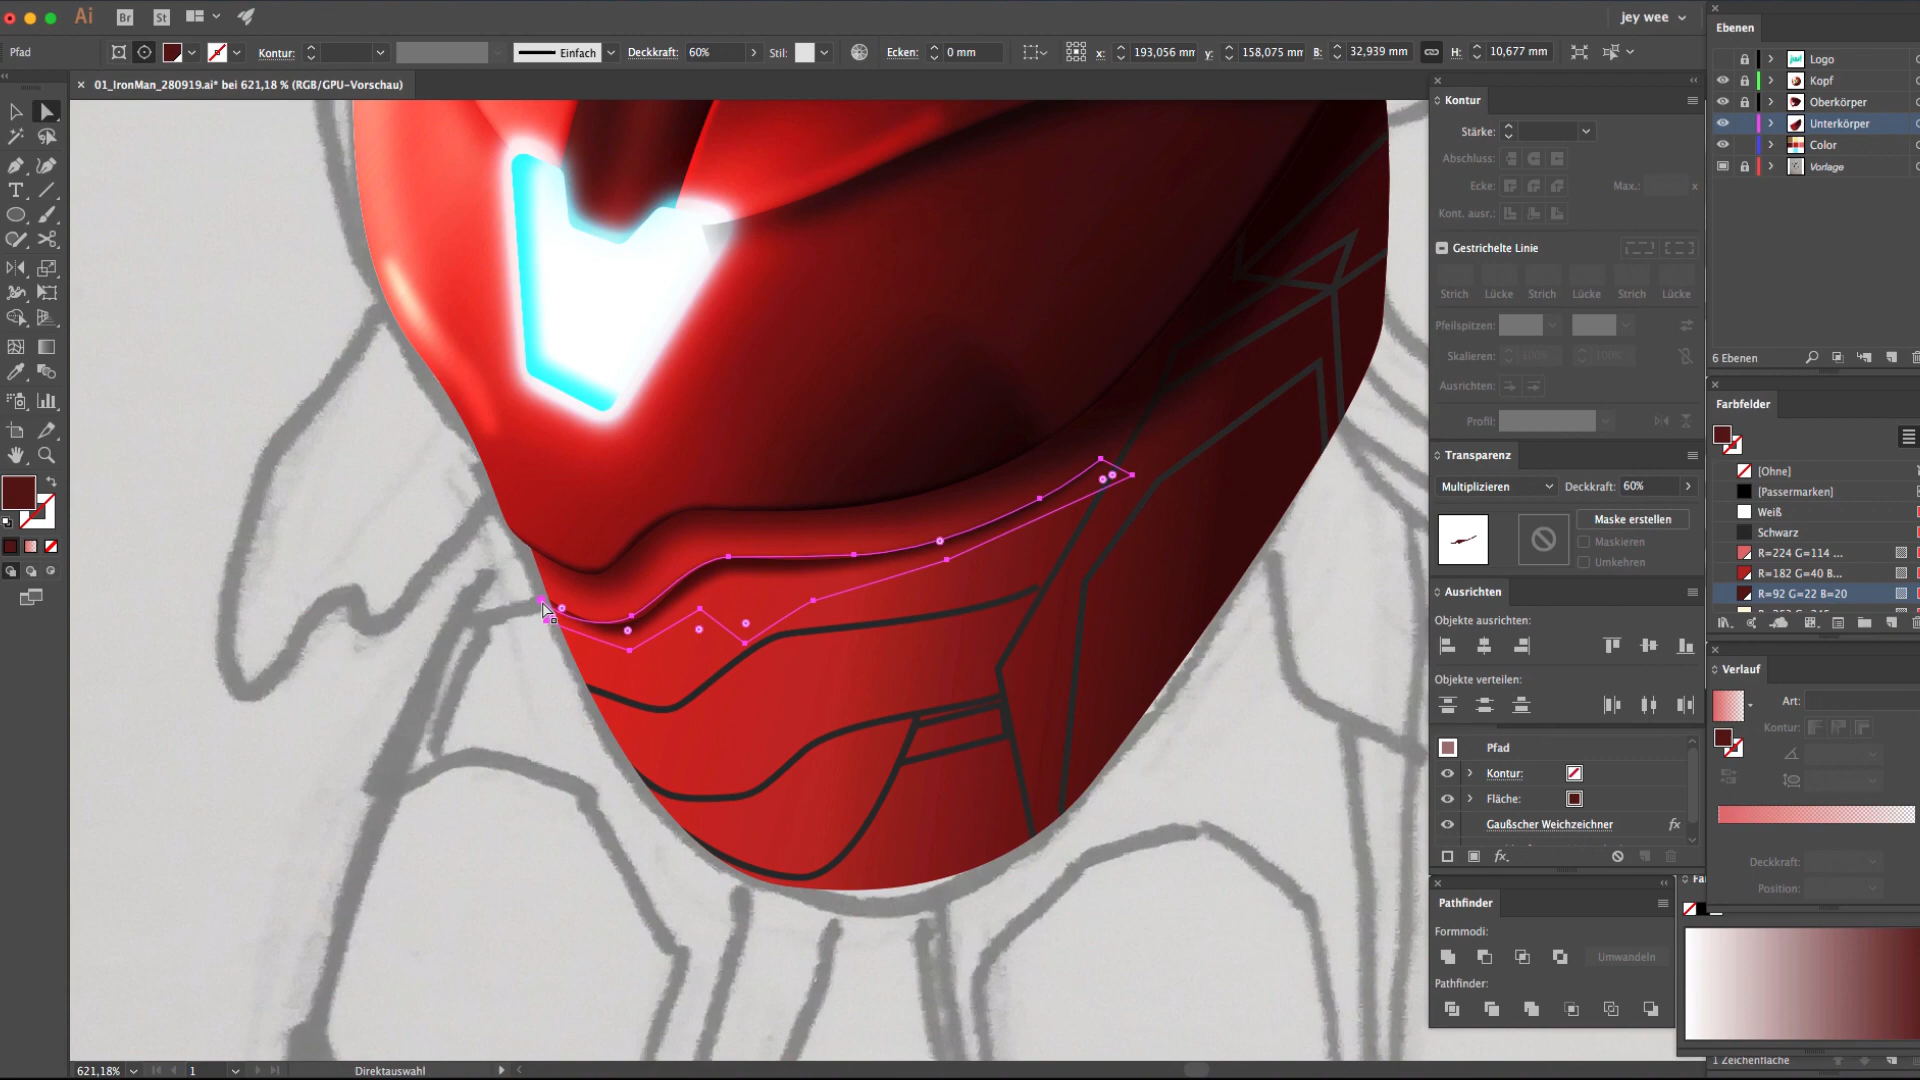 Ai
Br
St
jey wee
Pfad
Kontur:
Einfach
Deckkraft:
60%
Stil:
Ecken:
0 mm
x:
193,056 mm
y:
158,075 mm
B:
32,939 mm
H:
10,677 mm
× 01_IronMan_280919.ai* bei 621,18 % (RGB/GPU-Vorschau)
Kontur
Stärke:
Abschluss:
Ecke:
Max.:
x
Kont. ausr.:
Gestrichelte Linie
Strich
Lücke
Strich
Lücke
Strich
Lücke
Pfeilspitzen:
Skalieren:
100%
100%
Ausrichten:
Profil:
Transparenz
Multiplizieren
Deckkraft:
60%
Maske erstellen
Maskieren
Umkehren
Ausrichten
Objekte ausrichten:
Objekte verteilen:
Pfad
Kontur:
Fläche:
Gaußscher Weichzeichner
fx
fx.
Pathfinder
Formmodi:
Umwandeln
Pathfinder:
Ebenen
Logo
Kopf
Oberkörper
Unterkörper
Color
Vorlage
6 Ebenen
Farbfelder
[Ohne]
[Passermarken]
Weiß
Schwarz
R=224 G=114 ...
R=182 G=40 B...
R=92 G=22 B=20
Verlauf
Art:
Kontur:
Deckkraft:
Position:
1 Zeichenfläche
621,18%
1
Direktauswahl